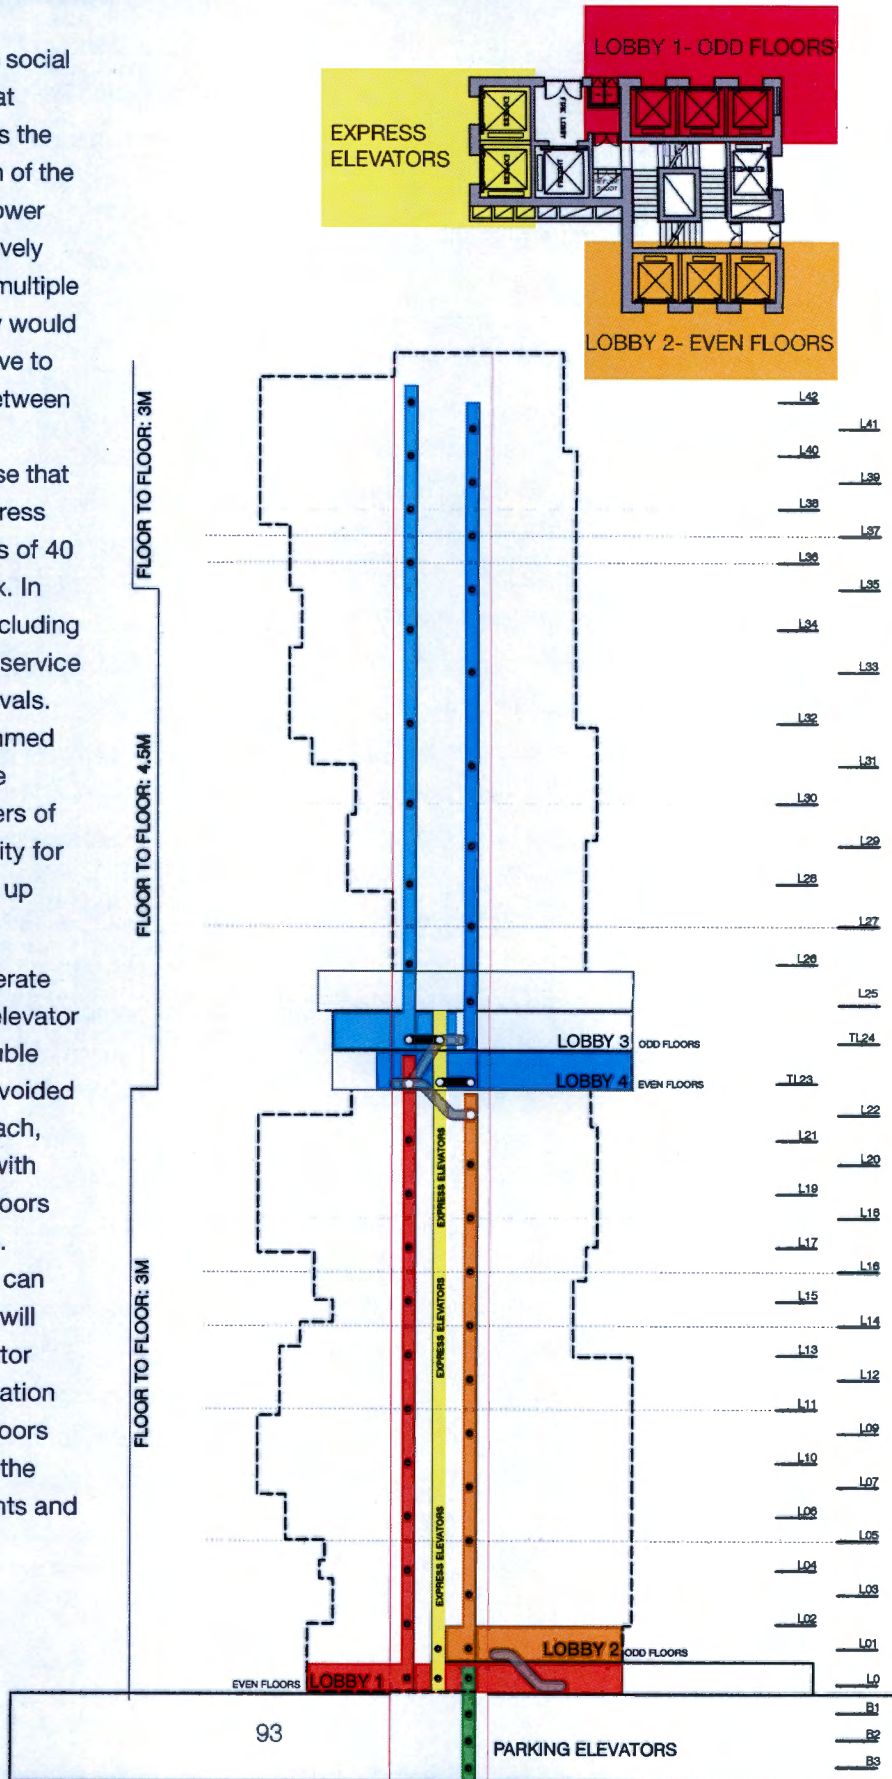 social
at
s the
n of the
ower
vely
multiple
y would
ve to
etween
se that
ress
s of 40
x. In
cluding
service
vals.
mmed
e
ers of
ity for
up
erate
elevator
uble
voided
ach,
with
oors
.
can
will
tor
ation
oors
the
nts and
LOBBY 1- ODD FLOORS
EXPRESS
ELEVATORS
EXPRESS
EXPRESS
FIRE LOBBY
LOBBY 2- EVEN FLOORS
FLOOR TO FLOOR: 3M
FLOOR TO FLOOR: 4.5M
FLOOR TO FLOOR: 3M
L42
L41
L40
L39
L38
L37
L36
L35
L34
L33
L32
L31
L30
L29
L28
L27
L26
L25
LOBBY 3 ODD FLOORS
TL24
LOBBY 4 EVEN FLOORS
TL23
L22
L21
L20
L19
L18
L17
L16
L15
L14
L13
L12
L11
L09
L10
L07
L05
L04
L03
L02
L01
L0
B1
B2
B3
EXPRESS ELEVATORS
EXPRESS ELEVATORS
EXPRESS ELEVATORS
LOBBY 2 ODD FLOORS
EVEN FLOORS LOBBY 1
93
PARKING ELEVATORS